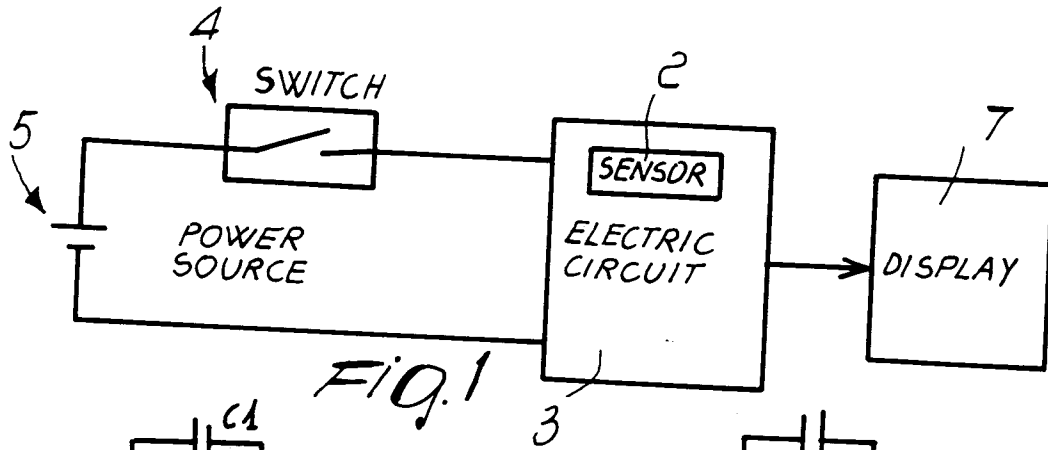 4
SWITCH
2
5
7
SENSOR
POWER
SOURCE
ELECTRIC
CIRCUIT
DISPLAY
Fig.1
3
C1